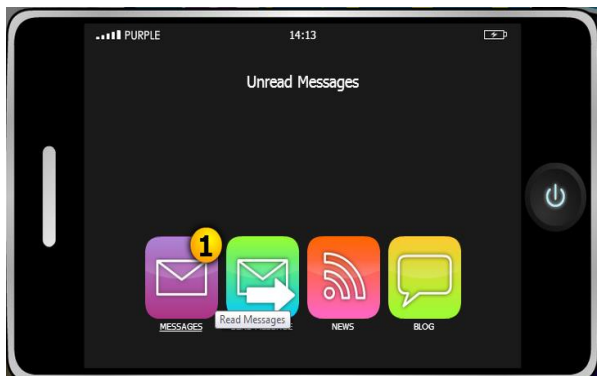 PURPLE 14:13
Unread Messages
1
Read Messages
MESSAGES NEWS BLOG